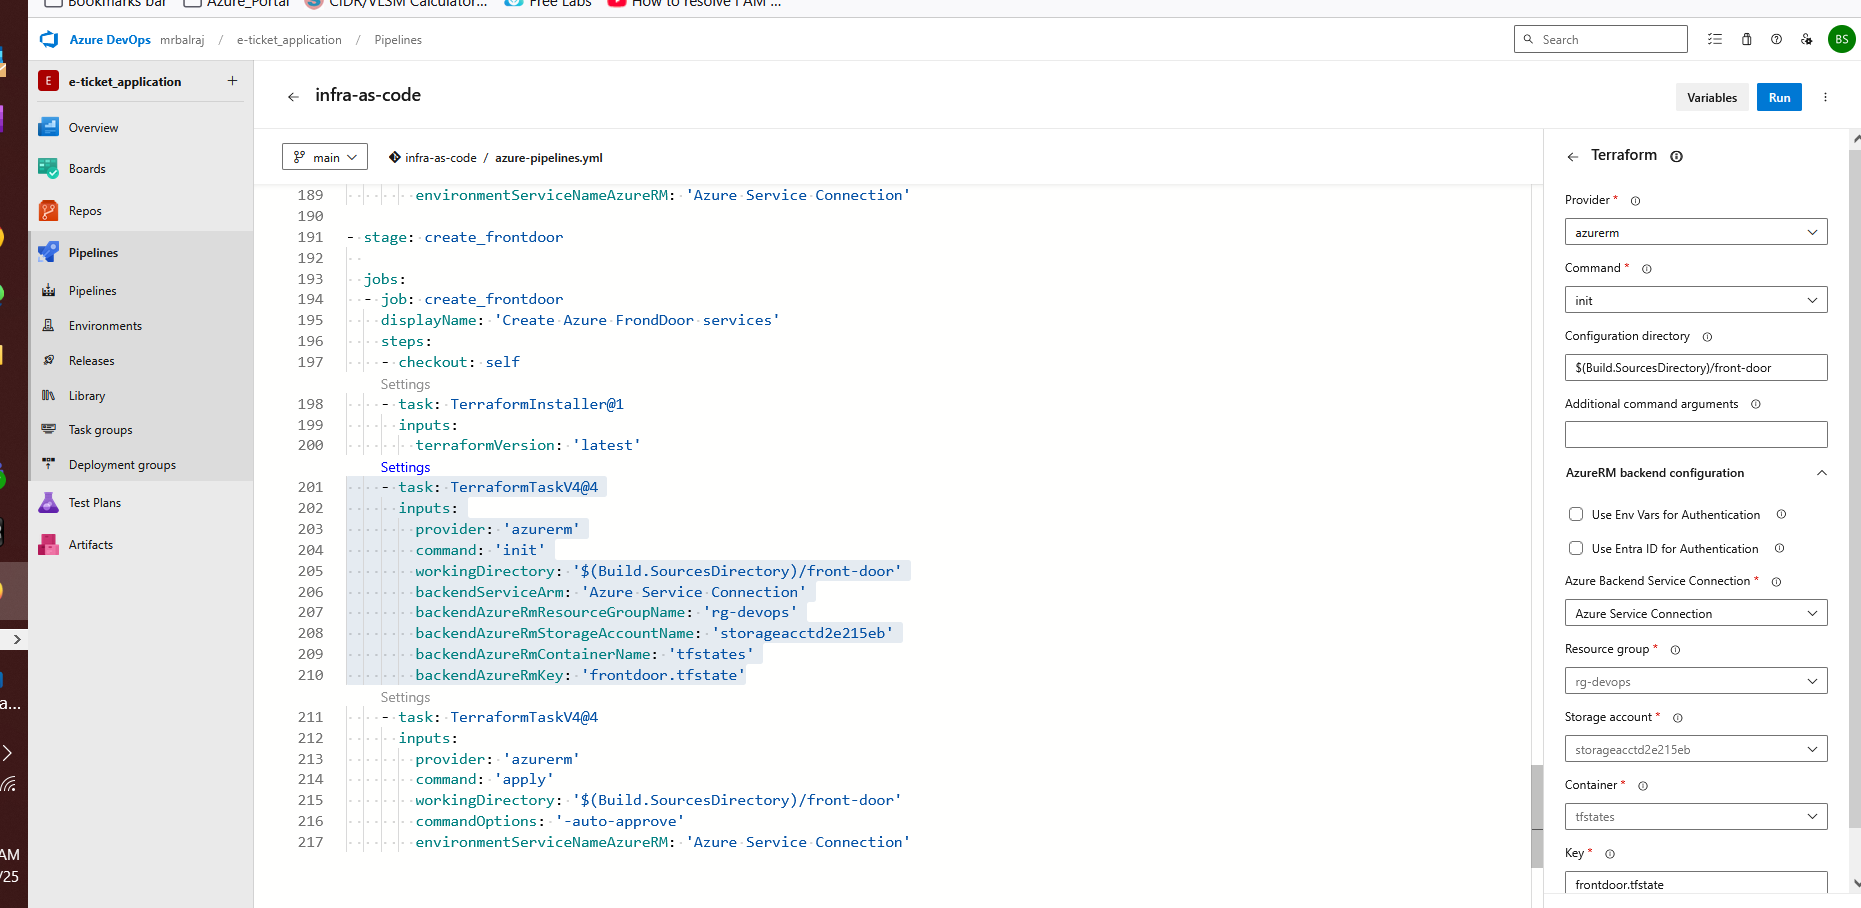 Bookmarks bar Azure_Portal CIDR/VLSM Calculator... Free Labs How to resolve I AM ...
Azure DevOps mrbalraj / e-ticket_application / Pipelines Search BS
E e-ticket_application +
Overview
Boards
Repos
Pipelines
Pipelines
Environments
Releases
Library
Task groups
Deployment groups
Test Plans
Artifacts
infra-as-code Variables Run
main infra-as-code / azure-pipelines.yml
189 environmentServiceNameAzureRM: 'Azure Service Connection'
190
191 - stage: create_frontdoor
192
193 jobs:
194 - job: create_frontdoor
195 displayName: 'Create Azure FrondDoor services'
196 steps:
197 - checkout: self
Settings
198 - task: TerraformInstaller@1
199 inputs:
200 terraformVersion: 'latest'
Settings
201 - task: TerraformTaskV4@4
202 inputs:
203 provider: 'azurerm'
204 command: 'init'
205 workingDirectory: '$(Build.SourcesDirectory)/front-door'
206 backendServiceArm: 'Azure Service Connection'
207 backendAzureRmResourceGroupName: 'rg-devops'
208 backendAzureRmStorageAccountName: 'storageacctd2e215eb'
209 backendAzureRmContainerName: 'tfstates'
210 backendAzureRmKey: 'frontdoor.tfstate'
Settings
211 - task: TerraformTaskV4@4
212 inputs:
213 provider: 'azurerm'
214 command: 'apply'
215 workingDirectory: '$(Build.SourcesDirectory)/front-door'
216 commandOptions: '-auto-approve'
217 environmentServiceNameAzureRM: 'Azure Service Connection'
Terraform
Provider *
azurerm
Command *
init
Configuration directory
$(Build.SourcesDirectory)/front-door
Additional command arguments
AzureRM backend configuration
Use Env Vars for Authentication
Use Entra ID for Authentication
Azure Backend Service Connection *
Azure Service Connection
Resource group *
rg-devops
Storage account *
storageacctd2e215eb
Container *
tfstates
Key *
frontdoor.tfstate
a...
AM
/25